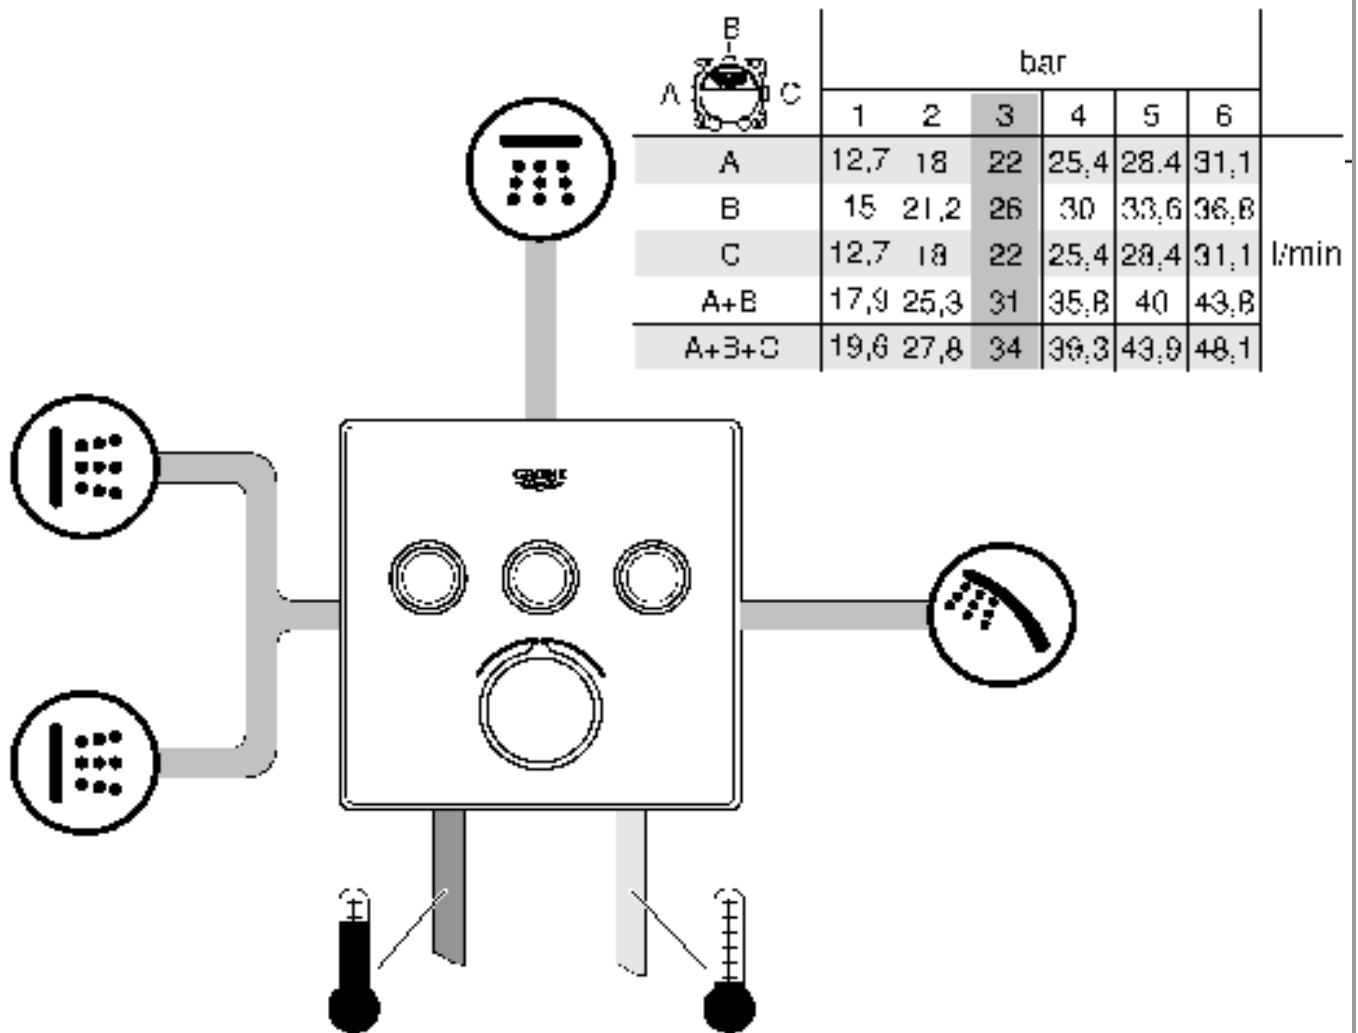 B
bar
A C
1 2 3 4 5 6
A 12,7 18 22 25,4 28.4 31,1
B 15 21,2 26 30 33,6 36,8
C 12,7 18 22 25,4 28,4 31,1 l/min
A+B 17,9 25,3 31 35,8 40 43,8
A+B+C 19,6 27,8 34 39,3 43,9 48,1
GROHE